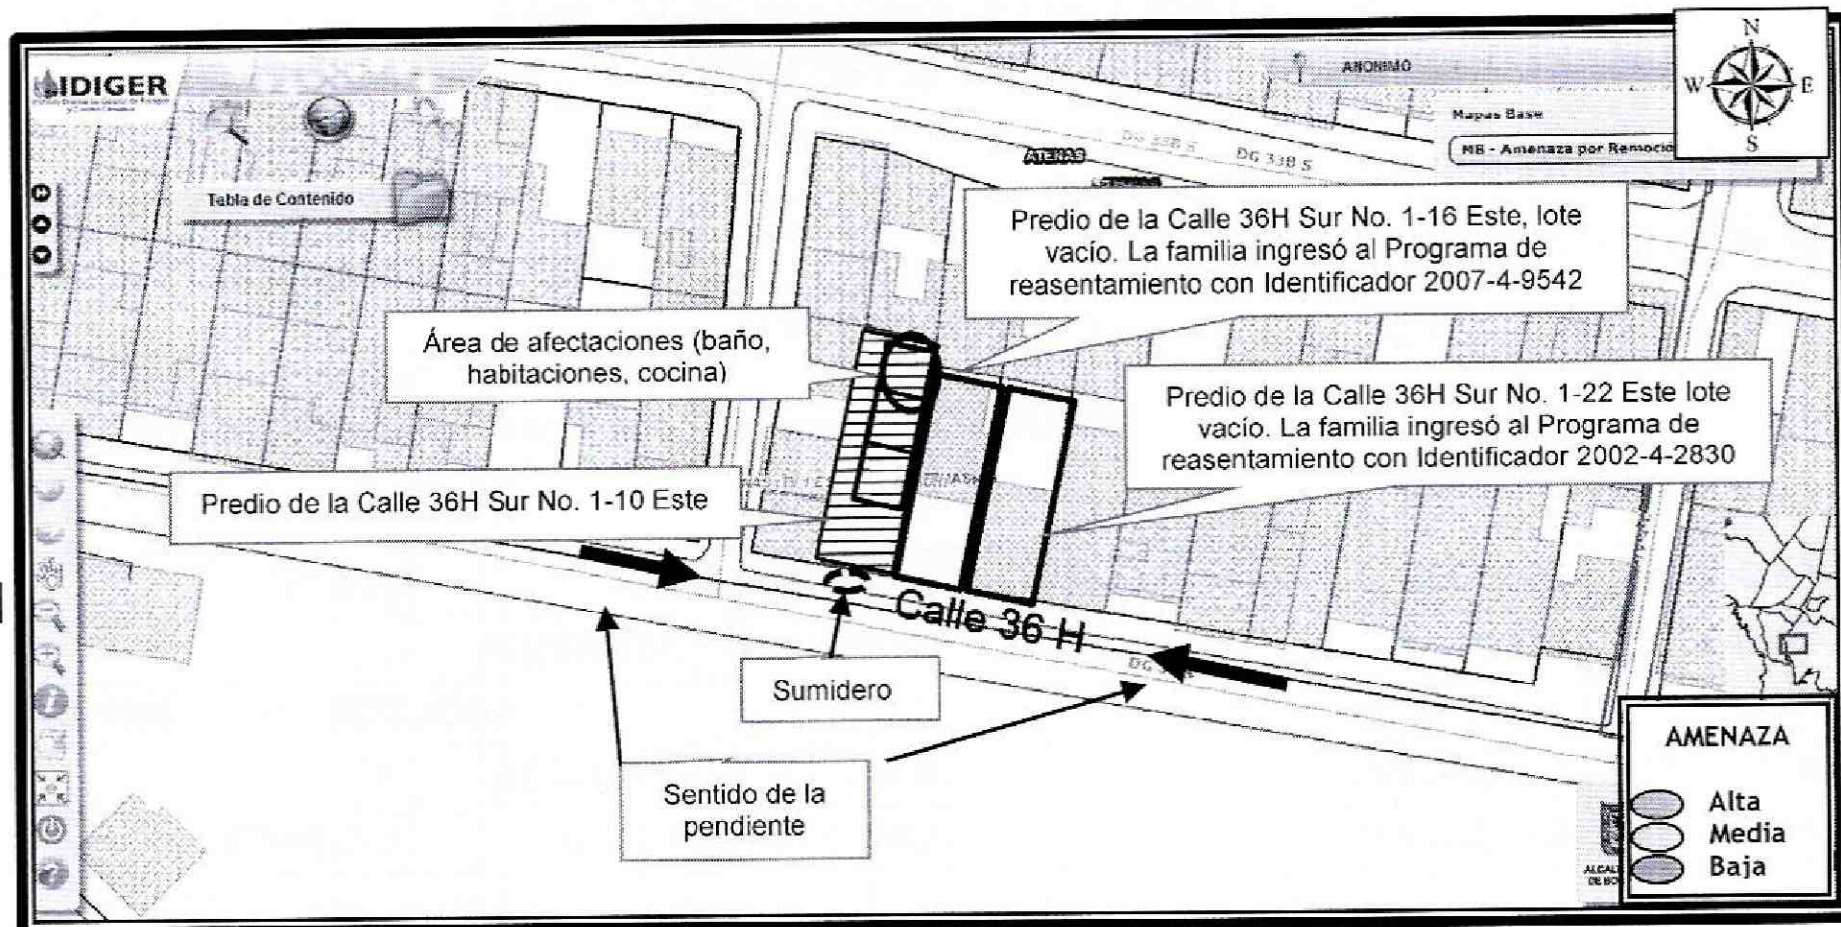 N
W E
S
IDIGER
ANONIMO
Mapas Base
MB - Amenaza por Remoció
Tabla de Contenido
ATENAS
DG 33B S
DG 33B S
Predio de la Calle 36H Sur No. 1-16 Este, lote
vacío. La familia ingresó al Programa de
reasentamiento con Identificador 2007-4-9542
Área de afectaciones (baño,
habitaciones, cocina)
Predio de la Calle 36H Sur No. 1-22 Este lote
vacío. La familia ingresó al Programa de
reasentamiento con Identificador 2002-4-2830
Predio de la Calle 36H Sur No. 1-10 Este
Calle 36 H
DG
Sumidero
Sentido de la
pendiente
AMENAZA
Alta
Media
Baja